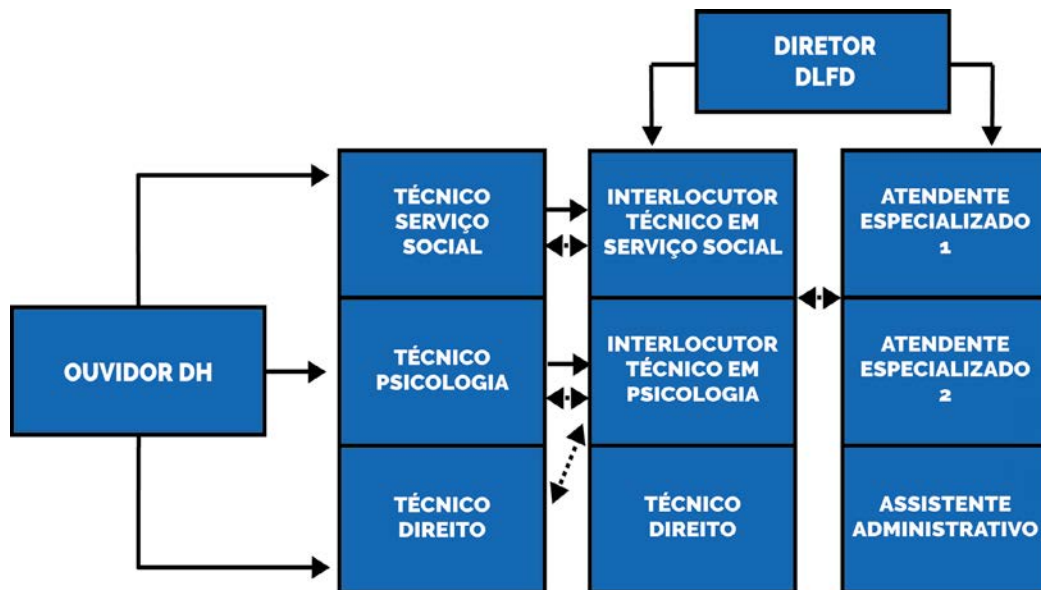 DIRETOR
DLFD
TÉCNICO
SERVIÇO
SOCIAL
INTERLOCUTOR
TÉCNICO EM
SERVIÇO SOCIAL
ATENDENTE
ESPECIALIZADO
1
OUVIDOR DH
TÉCNICO
PSICOLOGIA
INTERLOCUTOR
TÉCNICO EM
PSICOLOGIA
ATENDENTE
ESPECIALIZADO
2
TÉCNICO
DIREITO
TÉCNICO
DIREITO
ASSISTENTE
ADMINISTRATIVO